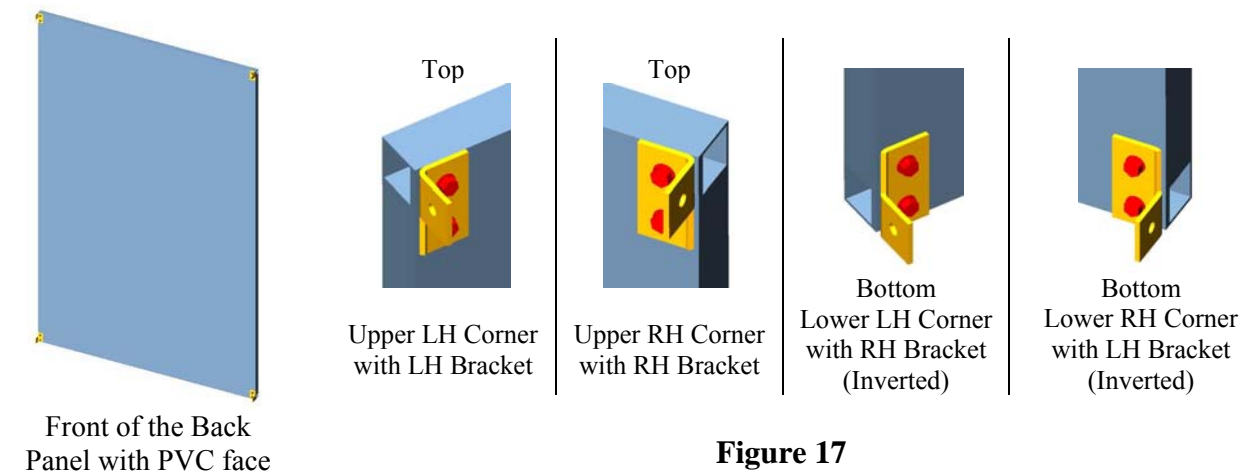 Top
Upper LH Corner
with LH Bracket
Top
Upper RH Corner
with RH Bracket
Bottom
Lower LH Corner
with RH Bracket
(Inverted)
Bottom
Lower RH Corner
with LH Bracket
(Inverted)
Front of the Back
Panel with PVC face
Figure 17